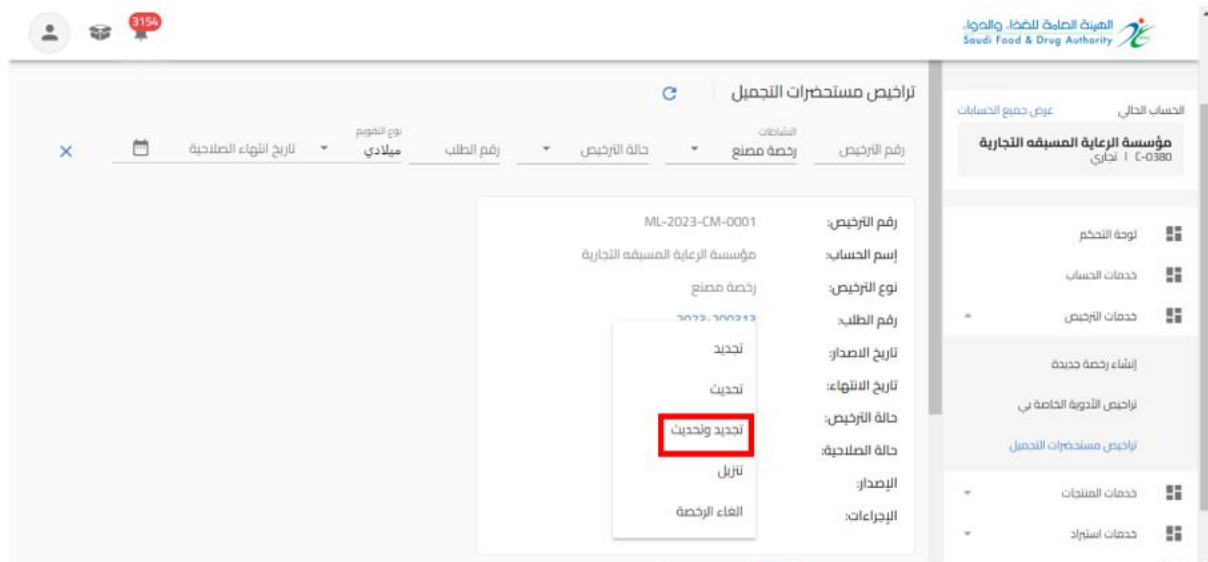 3154
الهيئة العامة للغذاء والدواء
Saudi Food & Drug Authority
الحساب الحالي
عرض جميع الحسابات
مؤسسة الرعاية المسبقه التجارية
C-0380 | تجاري
لوحة التحكم
خدمات الحساب
خدمات الترخيص
إنشاء رخصة جديدة
تراخيص الأدوية الخاصة بي
تراخيص مستحضرات التجميل
خدمات المنتجات
خدمات استيراد
تراخيص مستحضرات التجميل
رقم الترخيص
النشاطات
رخصة مصنع
حالة الترخيص
رقم الطلب
نوع التقويم
ميلادي
تاريخ انتهاء الصلاحية
رقم الترخيص: ML-2023-CM-0001
إسم الحساب: مؤسسة الرعاية المسبقه التجارية
نوع الترخيص: رخصة مصنع
رقم الطلب: 2023-200313
تاريخ الاصدار:
تاريخ الانتهاء:
حالة الترخيص:
حالة الصلاحية:
الإصدار:
الإجراءات:
تجديد
تحديث
تجديد وتحديث
تنزيل
الغاء الرخصة